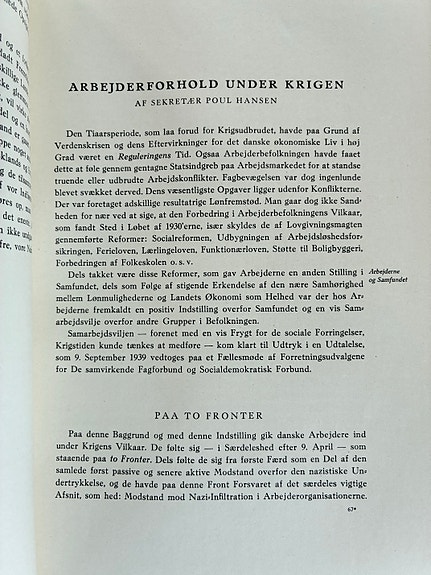 ARBEJDERFORHOLD UNDER KRIGEN
AF SEKRETÆR POUL HANSEN
Den Tiaarsperiode, som laa forud for Krigsudbrudet, havde paa Grund af
Verdenskrisen og dens Eftervirkninger for det danske økonomiske Liv i høj
Grad været en Reguleringens Tid. Ogsaa Arbejderbefolkningen havde faaet
dette at føle gennem gentagne Statsindgreb paa Arbejdsmarkedet for at standse
truende eller udbrudte Arbejdskonflikter. Fagbevægelsen var dog ingenlunde
blevet svækket derved. Dens væsentligste Opgaver ligger udenfor Konflikterne.
Der var foretaget adskillige resultatrige Lønfremstød. Man gaar dog ikke San-
heden for nær ved at sige, at den Forbedring i Arbejderbefolkningens Vilkaar,
som fandt Sted i Løbet af 1930'erne, især skyldes de af Lovgivningsmagten
gennemførte Reformer: Socialreformen, Udbygningen af Arbejdsløshedsfor-
sikringen, Ferieloven, Lærlingeloven, Funktionærloven, Støtte til Boligbyggeri,
Forbedringen af Folkeskolen o. s. v.
Dels takket være disse Reformer, som gav Arbejderne en anden Stilling i
Samfundet, dels som Følge af stigende Erkendelse af den nære Samhørighed
mellem Lønmulighederne og Landets Økonomi som Helhed var der hos Ar-
bejderne fremkaldt en positiv Indstilling overfor Samfundet og en vis Sam-
arbejdsvilje overfor andre Grupper i Befolkningen.
Arbejderne
og Samfundet
Samarbejdsviljen — forenet med en vis Frygt for de sociale Forringelser,
Krigstiden kunde tænkes at medføre — kom klart til Udtryk i en Udtalelse,
som 9. September 1939 vedtoges paa et Fællesmøde af Forretningsudvalgene
for De samvirkende Fagforbund og Socialdemokratisk Forbund.
PAA TO FRONTER
Paa denne Baggrund og med denne Indstilling gik danske Arbejdere ind
under Krigens Vilkaar. De følte sig — i Særdeleshed efter 9. April — som
staaende paa to Fronter. Dels følte de sig fra første Færd som en Del af den
samlede først passive og senere aktive Modstand overfor den nazistiske Un-
dertrykkelse, og de havde paa denne Front Forsvaret af det særdeles vigtige
Afsnit, som hed: Modstand mod Nazi-Infiltration i Arbejderorganisationerne.
67*